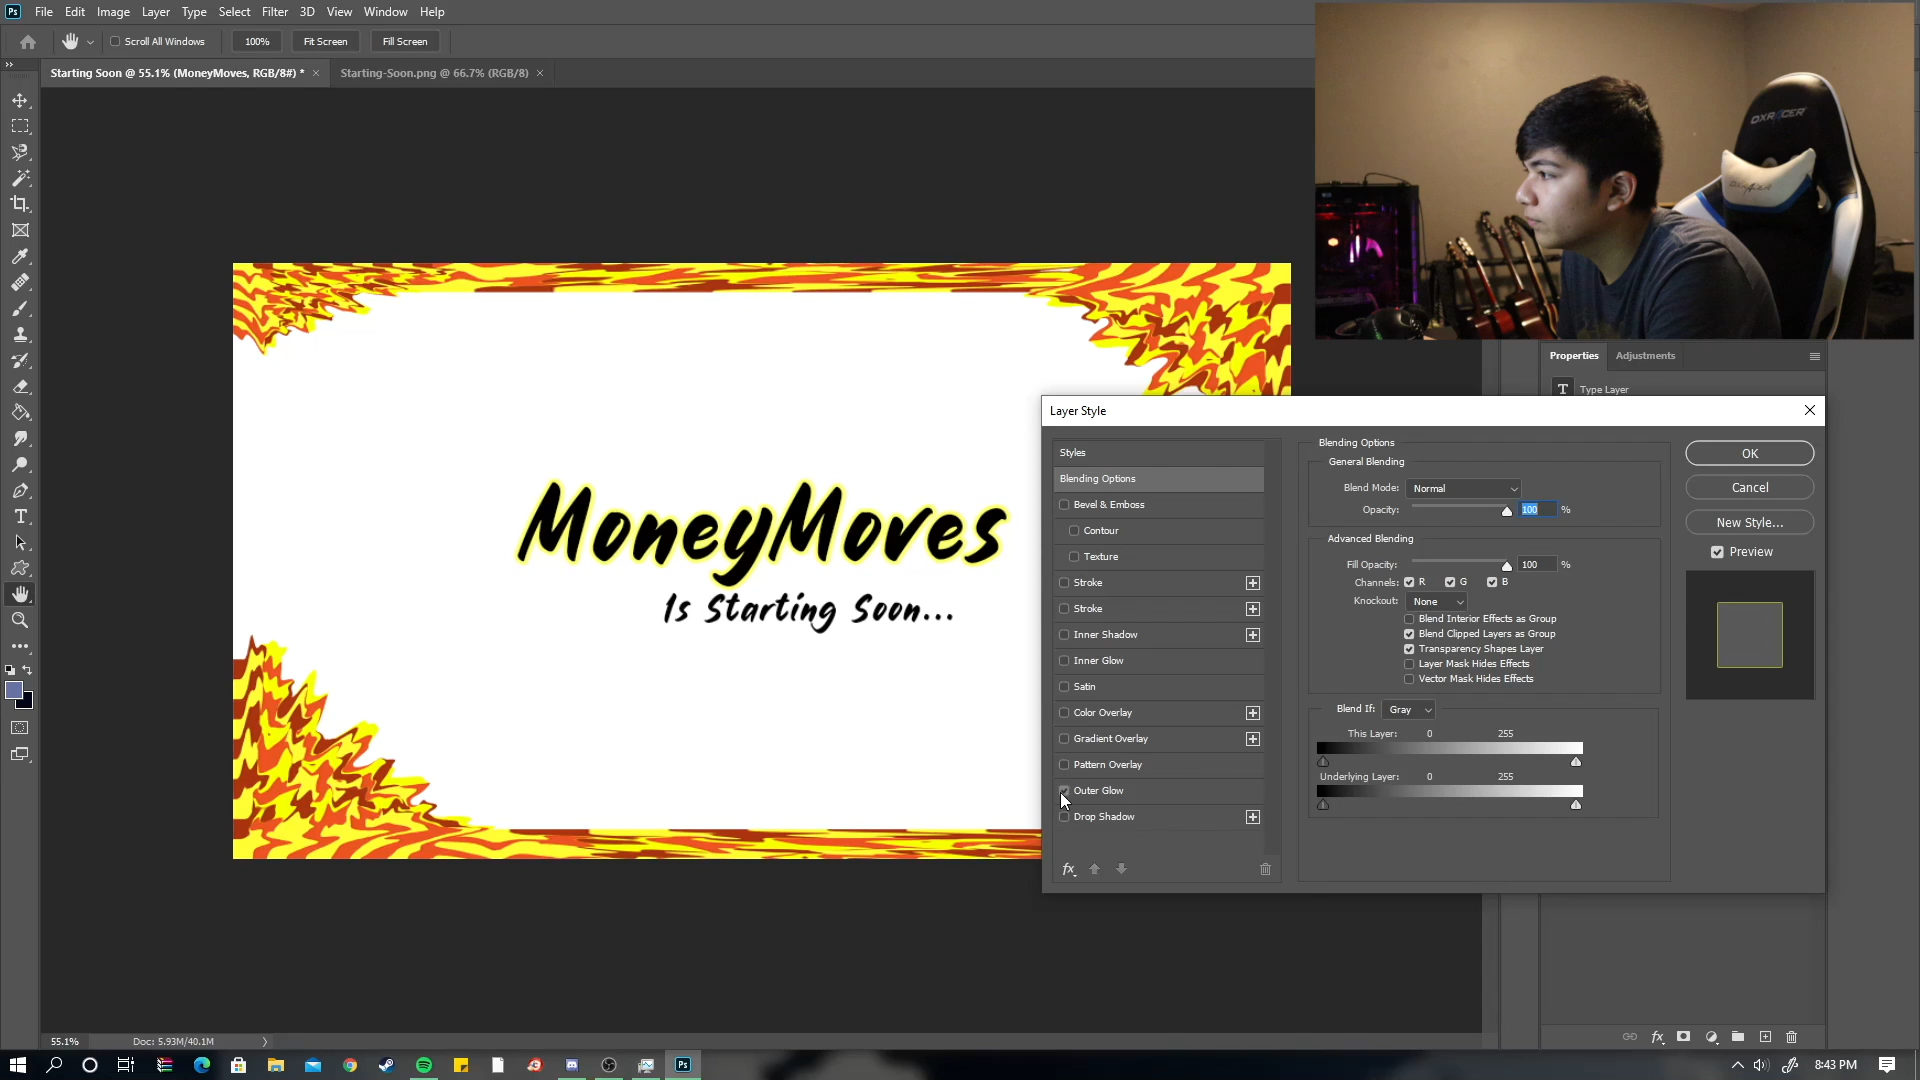 Ps File Edit Image Layer Type Select Filter 3D View Window Help
Scroll All Windows 100% Fit Screen Fill Screen
Starting Soon @ 55.1% (MoneyMoves, RGB/8#) * × Starting-Soon.png @ 66.7% (RGB/8) ×
DXRACER
MoneyMoves
Is Starting Soon...
Properties Adjustments
T Type Layer
Layer Style
Styles
Blending Options
Bevel & Emboss
Contour
Texture
Stroke
Stroke
Inner Shadow
Inner Glow
Satin
Color Overlay
Gradient Overlay
Pattern Overlay
Outer Glow
Drop Shadow
fx
Blending Options
General Blending
Blend Mode: Normal
Opacity: 100 %
Advanced Blending
Fill Opacity: 100 %
Channels: R G B
Knockout: None
Blend Interior Effects as Group
Blend Clipped Layers as Group
Transparency Shapes Layer
Layer Mask Hides Effects
Vector Mask Hides Effects
Blend If: Gray
This Layer: 0 255
Underlying Layer: 0 255
OK
Cancel
New Style...
Preview
55.1% Doc: 5.93M/40.1M
fx
Ps
8:43 PM